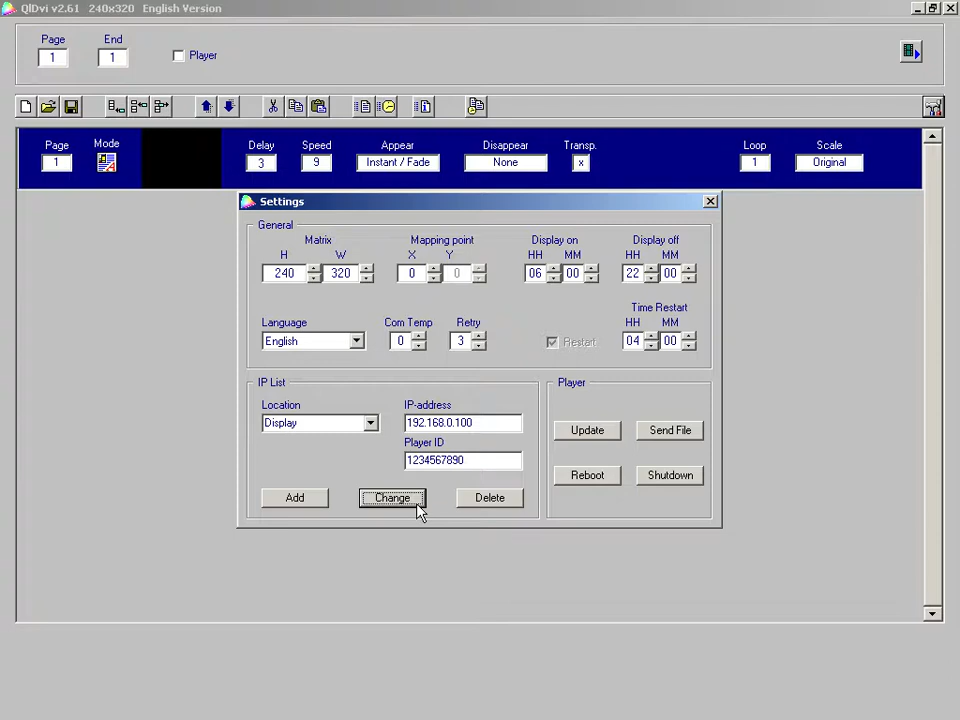 QlDvi v2.61 240x320 English Version
Page End
1 1 Player
Page Mode Delay Speed Appear Disappear Transp. Loop Scale
1 3 9 Instant / Fade None x 1 Original
Settings
General
Matrix Mapping point Display on Display off
H W X Y HH MM HH MM
240 320 0 0 06 00 22 00
Time Restart
Language Com Temp Retry HH MM
English 0 3 Restart 04 00
IP List Player
Location IP-address
Display 192.168.0.100
Update Send File
Player ID
1234567890
Reboot Shutdown
Add Change Delete